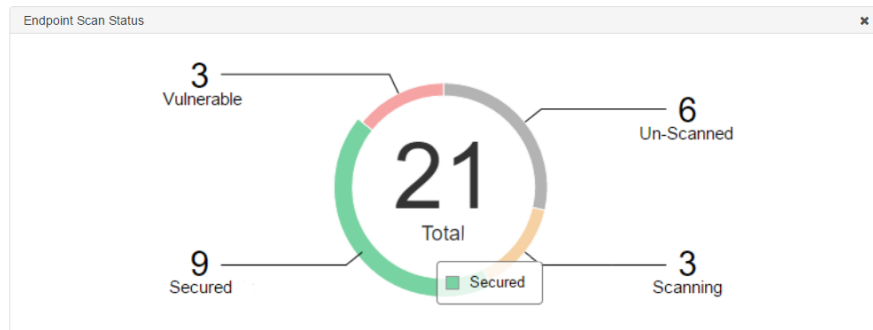 Endpoint Scan Status
3
Vulnerable
6
Un-Scanned
21
Total
9
Secured
Secured
3
Scanning